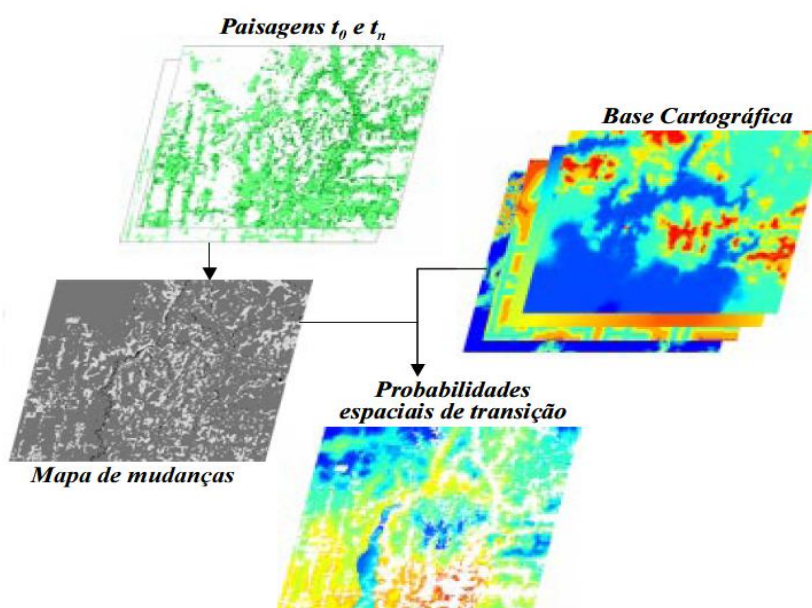 Paisagens t0 e tn
Base Cartográfica
Mapa de mudanças
Probabilidades
espaciais de transição